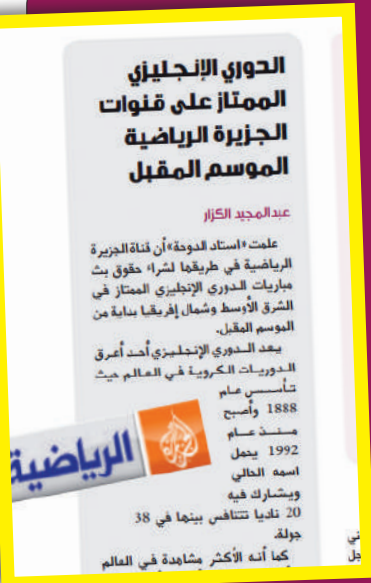 الدوري الإنجليزي
الممتاز على قنوات
الجزيرة الرياضية
الموسم المقبل
عبدالمجيد الكزار
علمت «استاد الدوحة» أن قناة الجزيرة
الرياضية في طريقها لشراء حقوق بث
مباريات الدوري الإنجليزي الممتاز في
الشرق الأوسط وشمال إفريقيا بداية من
الموسم المقبل.
يعد الدوري الإنجليزي أحد أعرق
الدوريات الكروية في العالم حيث
تأسس عام
1888 وأصبح
منذ عام
1992 يحمل
اسمه الحالي
ويشارك فيه
20 ناديا تتنافس بينها في 38
جولة.
كما أنه الأكثر مشاهدة في العالم
الرياضية